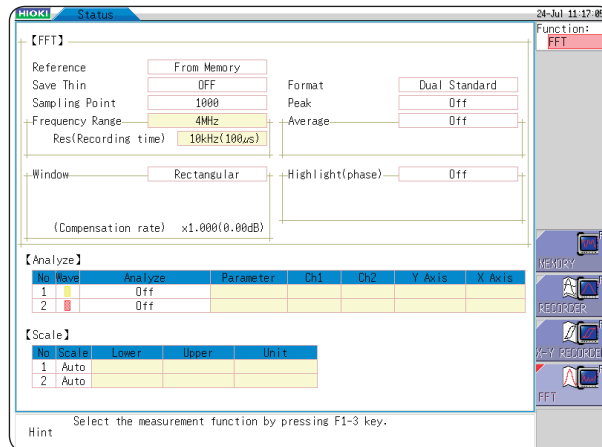 HIOKI Status 24-Jul 11:17:09
Function:
FFT
【FFT】
Reference From Memory
Save Thin OFF Format Dual Standard
Sampling Point 1000 Peak Off
Frequency Range 4MHz Average Off
Res(Recording time) 10kHz(100μs)
Window Rectangular Highlight(phase) Off
(Compensation rate) x1.000(0.00dB)
【Analyze】
No Wave Analyze Parameter Ch1 Ch2 Y Axis X Axis
1 Off
2 Off
【Scale】
No Scale Lower Upper Unit
1 Auto
2 Auto
MEMORY
RECORDER
X-Y RECORDER
FFT
Select the measurement function by pressing F1-3 key.
Hint